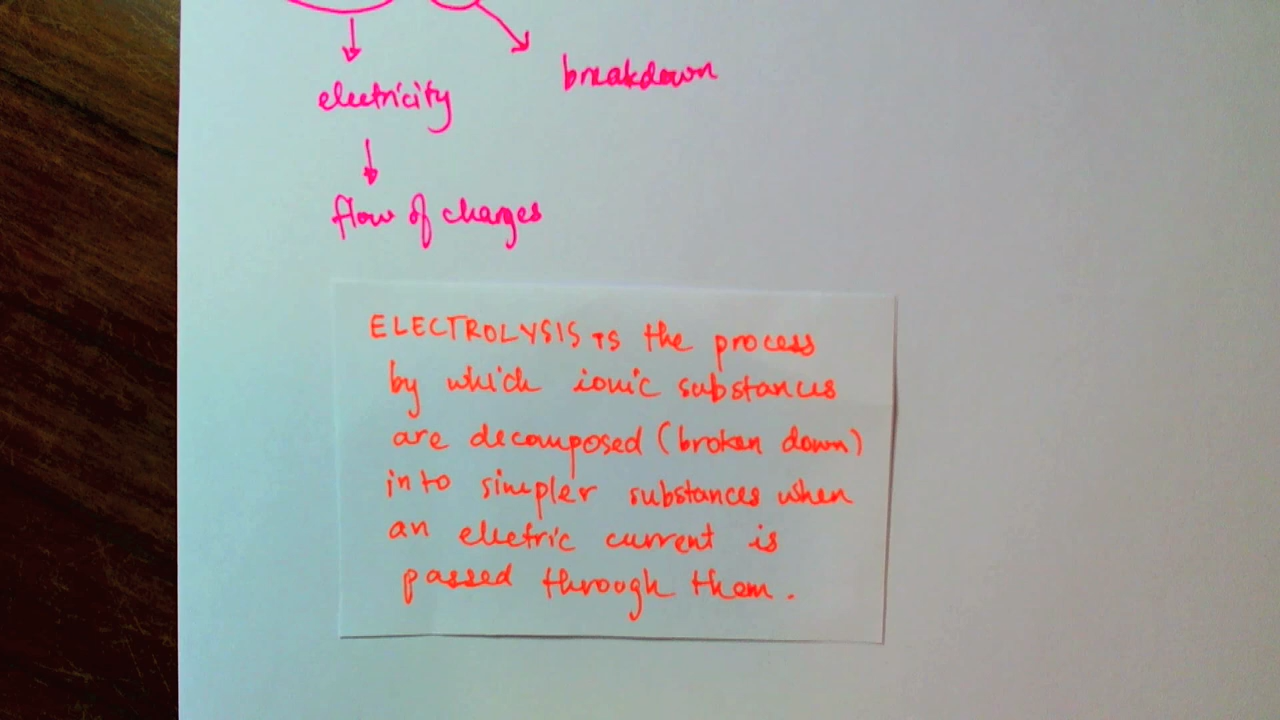 electricity
breakdown
flow of charges
ELECTROLYSIS IS the process
by which ionic substances
are decomposed (broken down)
into simpler substances when
an electric current is
passed through them.